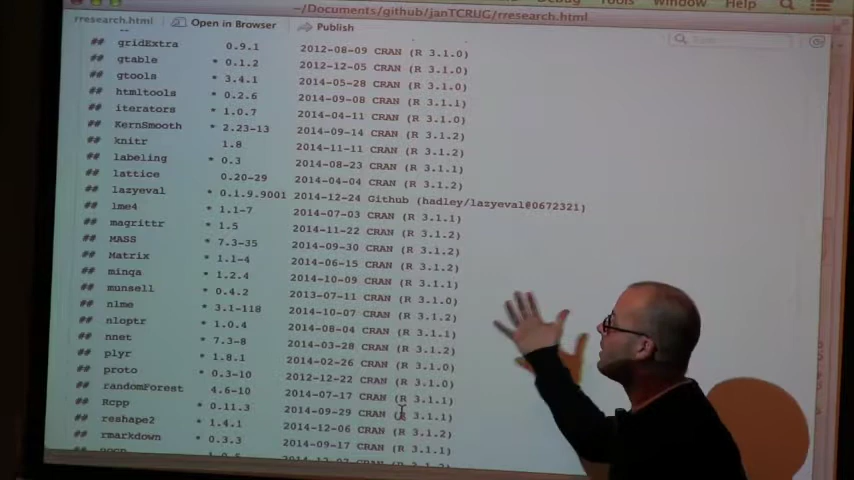 ~/Documents/github/janTCRUG/rresearch.html
Tools Window Help
rresearch.html Open in Browser Publish
## gridExtra 0.9.1 2012-08-09 CRAN (R 3.1.0)
## gtable * 0.1.2 2012-12-05 CRAN (R 3.1.0)
## gtools * 3.4.1 2014-05-28 CRAN (R 3.1.0)
## htmltools * 0.2.6 2014-09-08 CRAN (R 3.1.1)
## iterators * 1.0.7 2014-04-11 CRAN (R 3.1.0)
## KernSmooth * 2.23-13 2014-09-14 CRAN (R 3.1.2)
## knitr 1.8 2014-11-11 CRAN (R 3.1.2)
## labeling * 0.3 2014-08-23 CRAN (R 3.1.1)
## lattice 0.20-29 2014-04-04 CRAN (R 3.1.2)
## lazyeval * 0.1.9.9001 2014-12-24 Github (hadley/lazyeval@0672321)
## lme4 * 1.1-7 2014-07-03 CRAN (R 3.1.1)
## magrittr * 1.5 2014-11-22 CRAN (R 3.1.2)
## MASS * 7.3-35 2014-09-30 CRAN (R 3.1.2)
## Matrix * 1.1-4 2014-06-15 CRAN (R 3.1.2)
## minqa * 1.2.4 2014-10-09 CRAN (R 3.1.1)
## munsell * 0.4.2 2013-07-11 CRAN (R 3.1.0)
## nlme * 3.1-118 2014-10-07 CRAN (R 3.1.2)
## nloptr * 1.0.4 2014-08-04 CRAN (R 3.1.1)
## nnet * 7.3-8 2014-03-28 CRAN (R 3.1.2)
## plyr * 1.8.1 2014-02-26 CRAN (R 3.1.0)
## proto * 0.3-10 2012-12-22 CRAN (R 3.1.0)
## randomForest 4.6-10 2014-07-17 CRAN (R 3.1.1)
## Rcpp * 0.11.3 2014-09-29 CRAN (R 3.1.1)
## reshape2 * 1.4.1 2014-12-06 CRAN (R 3.1.2)
## rmarkdown * 0.3.3 2014-09-17 CRAN (R 3.1.1)